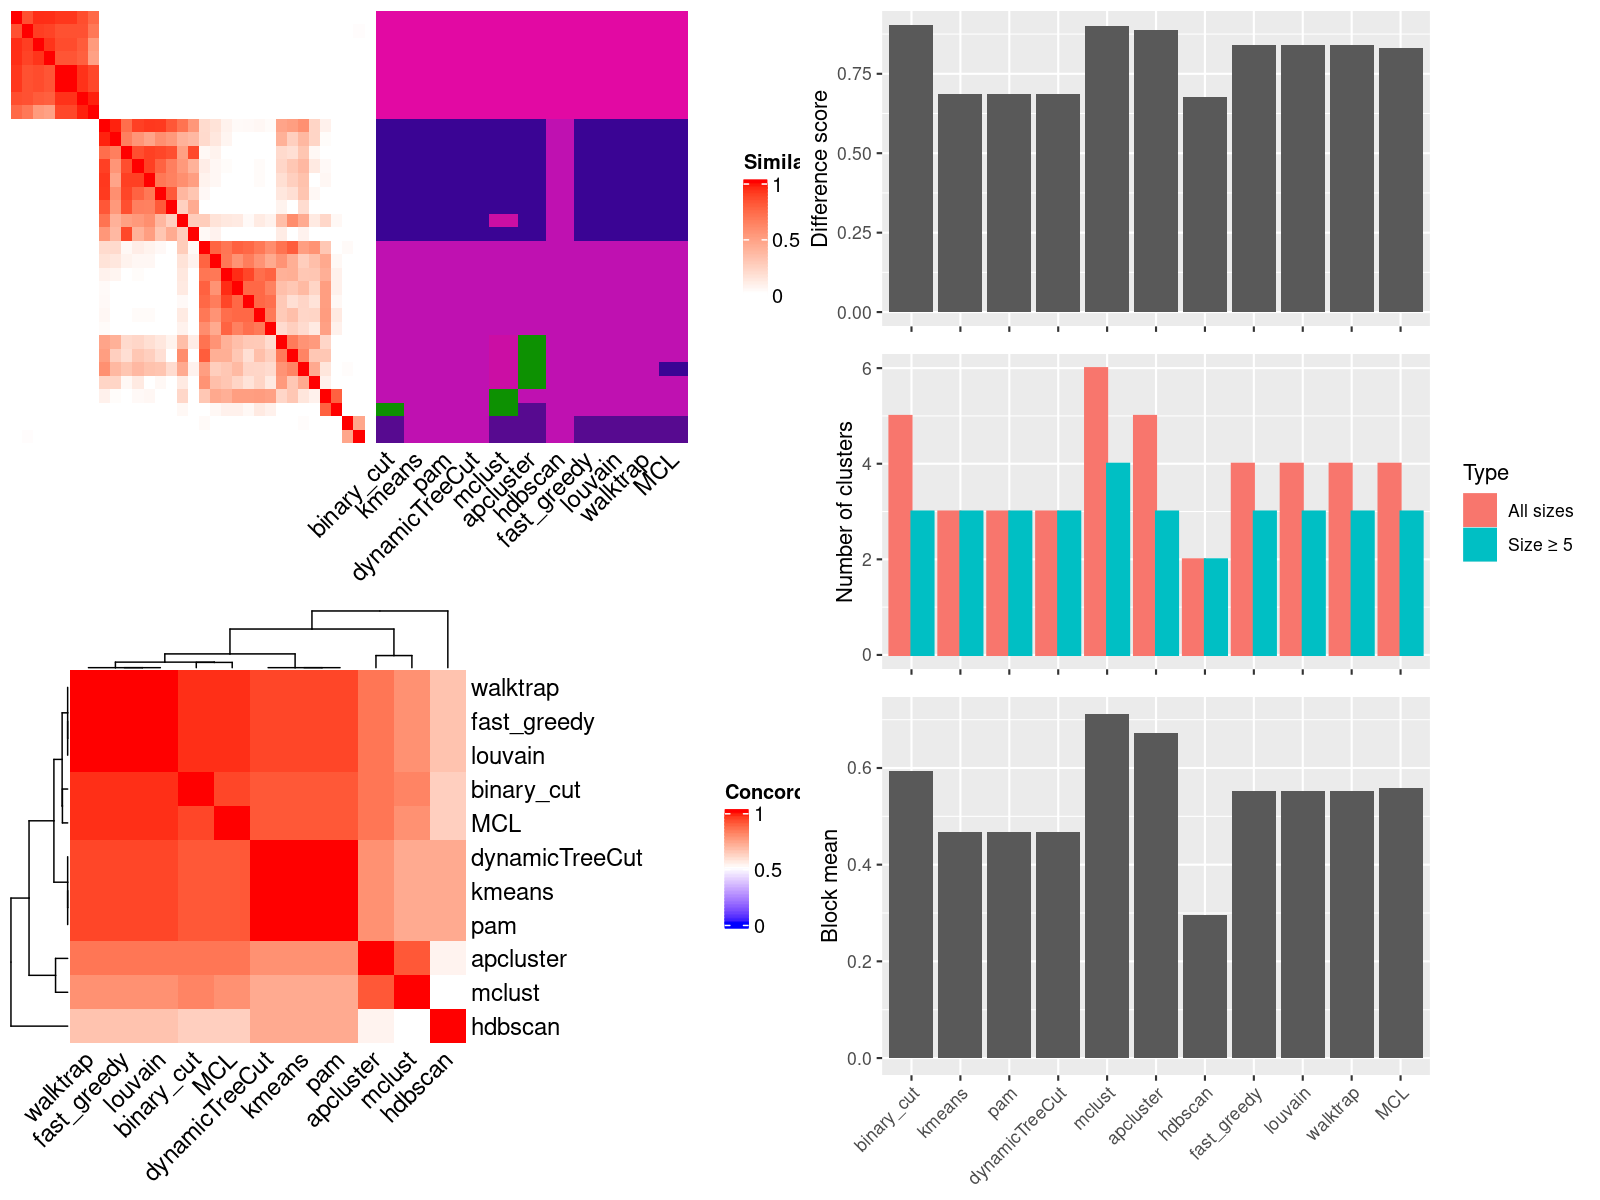 Simila
1
0.5
0
binary_cut
kmeans
pam
dynamicTreeCut
mclust
apcluster
hdbscan
fast_greedy
louvain
walktrap
MCL
Difference score
0.75
0.50
0.25
0.00
Number of clusters
6
4
2
0
Type
All sizes
Size ≥ 5
walktrap
fast_greedy
louvain
binary_cut
MCL
dynamicTreeCut
kmeans
pam
apcluster
mclust
hdbscan
walktrap
fast_greedy
louvain
binary_cut
MCL
dynamicTreeCut
kmeans
pam
apcluster
mclust
hdbscan
Concord
1
0.5
0
Block mean
0.6
0.4
0.2
0.0
binary_cut
kmeans
pam
dynamicTreeCut
mclust
apcluster
hdbscan
fast_greedy
louvain
walktrap
MCL